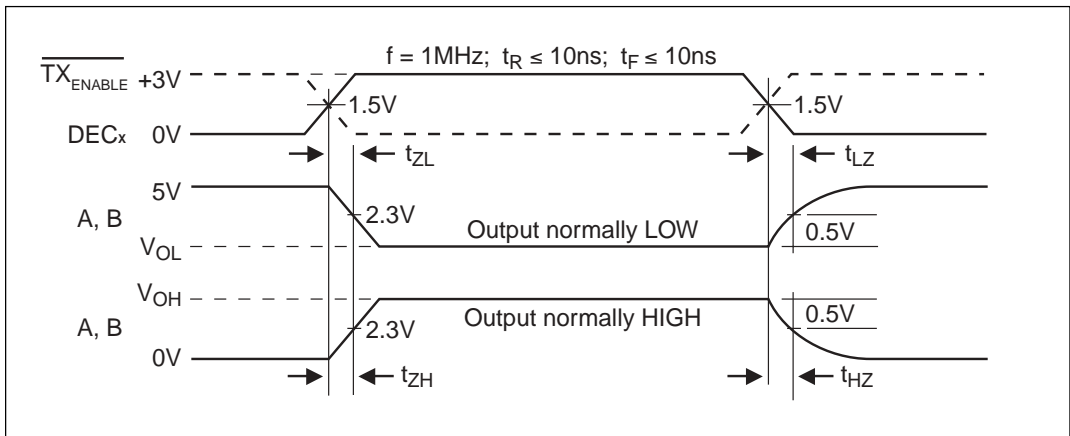 f = 1MHz; tR ≤ 10ns; tF ≤ 10ns
TXENABLE +3V
1.5V 1.5V
DECx 0V
tZL tLZ
5V
A, B 2.3V Output normally LOW 0.5V
VOL
VOH
A, B 2.3V Output normally HIGH 0.5V
0V
tZH tHZ